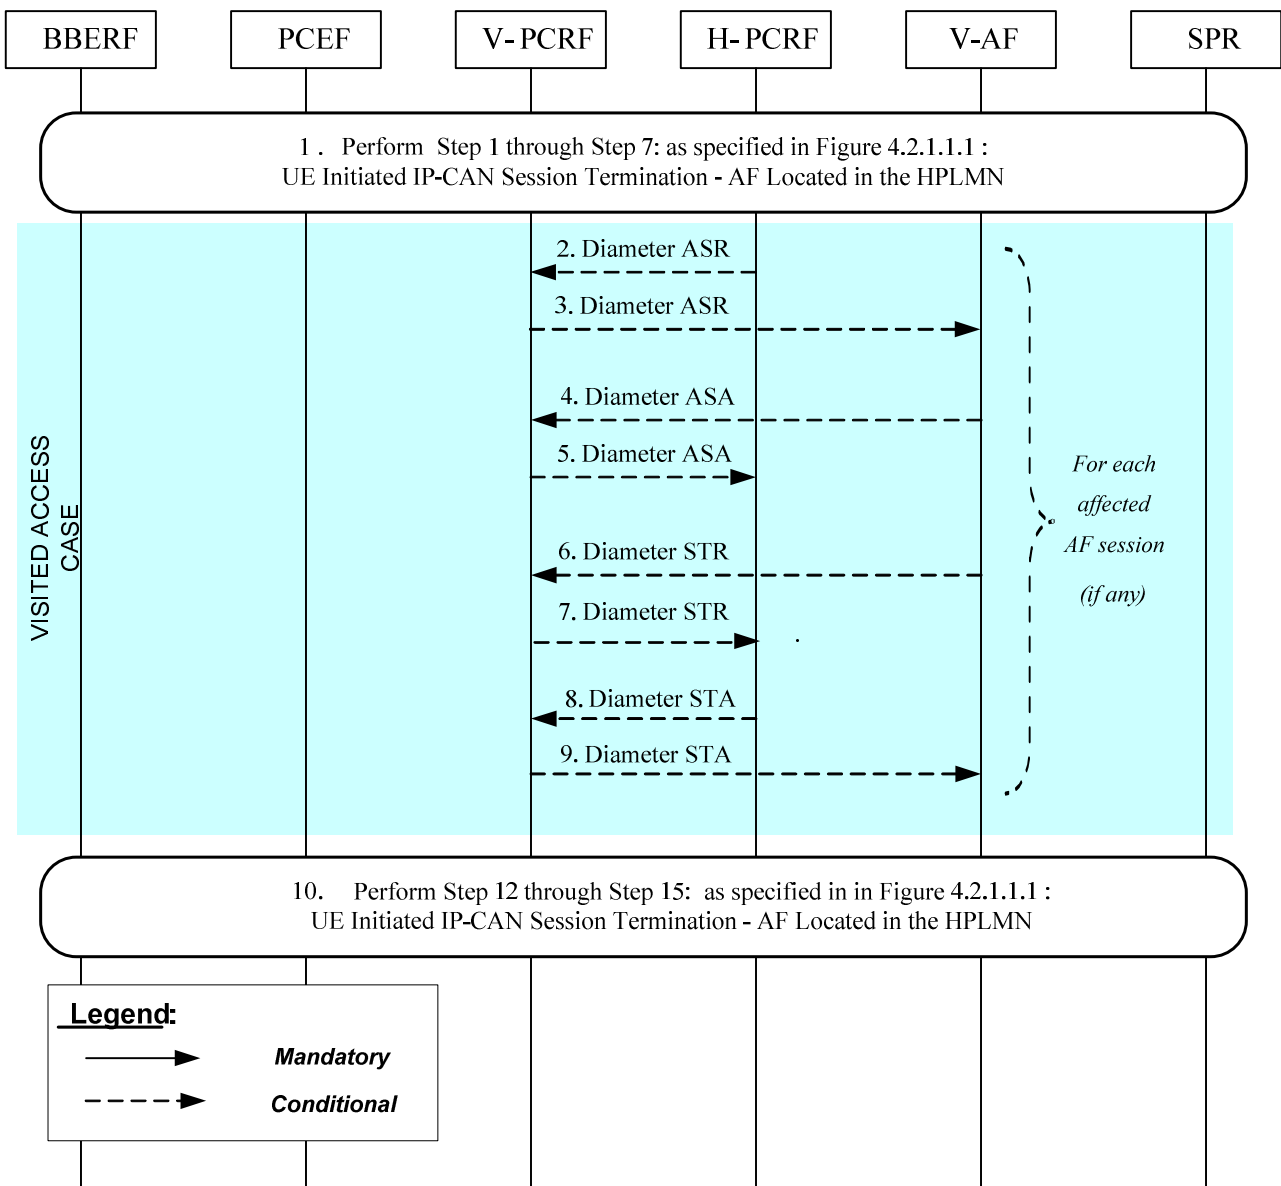 BBERF
PCEF
V-PCRF
H-PCRF
V-AF
SPR
1 . Perform Step 1 through Step 7: as specified in Figure 4.2.1.1.1 :
UE Initiated IP-CAN Session Termination - AF Located in the HPLMN
2. Diameter ASR
3. Diameter ASR
4. Diameter ASA
5. Diameter ASA
6. Diameter STR
7. Diameter STR
8. Diameter STA
9. Diameter STA
VISITED ACCESS
CASE
For each
affected
AF session
(if any)
10. Perform Step 12 through Step 15: as specified in in Figure 4.2.1.1.1 :
UE Initiated IP-CAN Session Termination - AF Located in the HPLMN
Legend:
Mandatory
Conditional